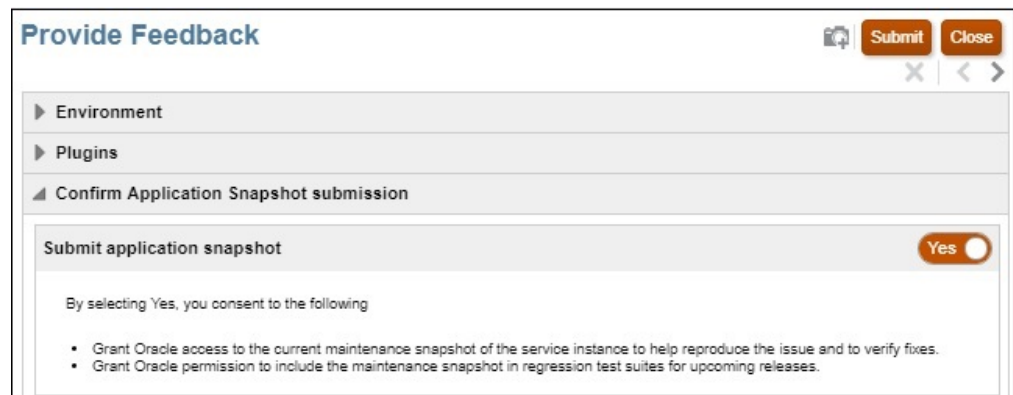 Provide Feedback
Submit
Close
Environment
Plugins
Confirm Application Snapshot submission
Submit application snapshot
Yes
By selecting Yes, you consent to the following
• Grant Oracle access to the current maintenance snapshot of the service instance to help reproduce the issue and to verify fixes.
• Grant Oracle permission to include the maintenance snapshot in regression test suites for upcoming releases.